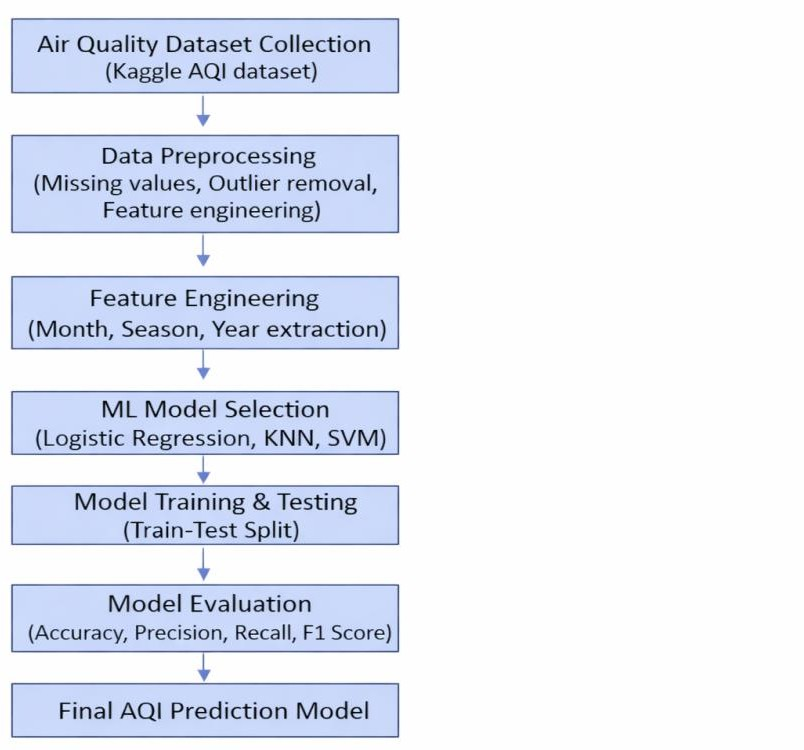 Air Quality Dataset Collection
(Kaggle AQI dataset)
Data Preprocessing
(Missing values, Outlier removal,
Feature engineering)
Feature Engineering
(Month, Season, Year extraction)
ML Model Selection
(Logistic Regression, KNN, SVM)
Model Training & Testing
(Train-Test Split)
Model Evaluation
(Accuracy, Precision, Recall, F1 Score)
Final AQI Prediction Model